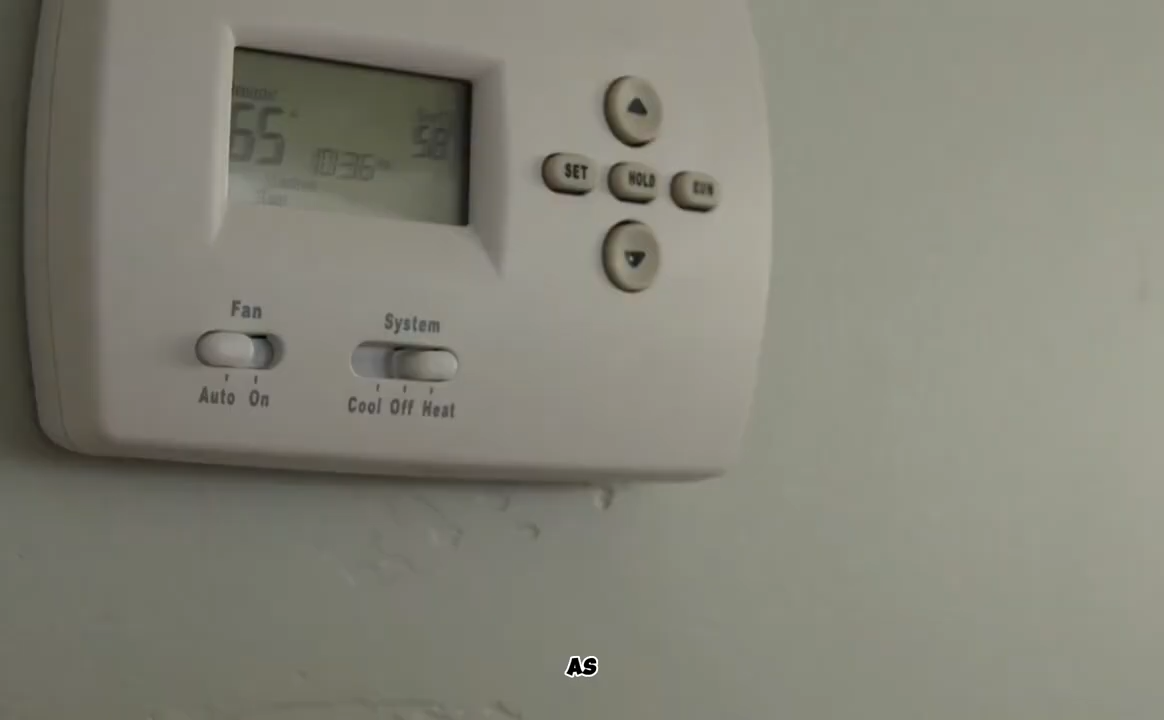 65°
58
10:36
SET
HOLD
RUN
Fan
System
Auto On
Cool Off Heat
AS